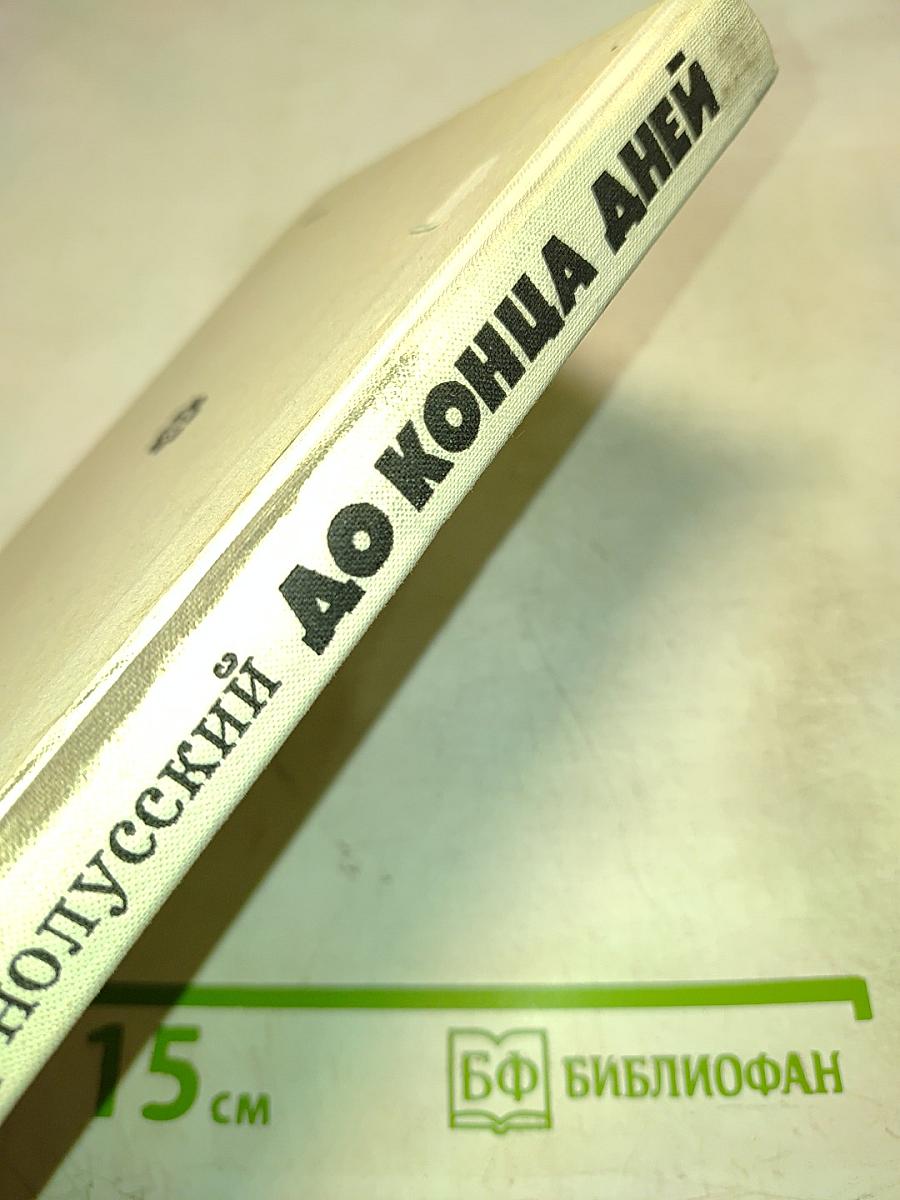 НОЛУССКИЙ ДО КОНЦА ДНЕЙ
15 см
БФ БИБЛИОФАН